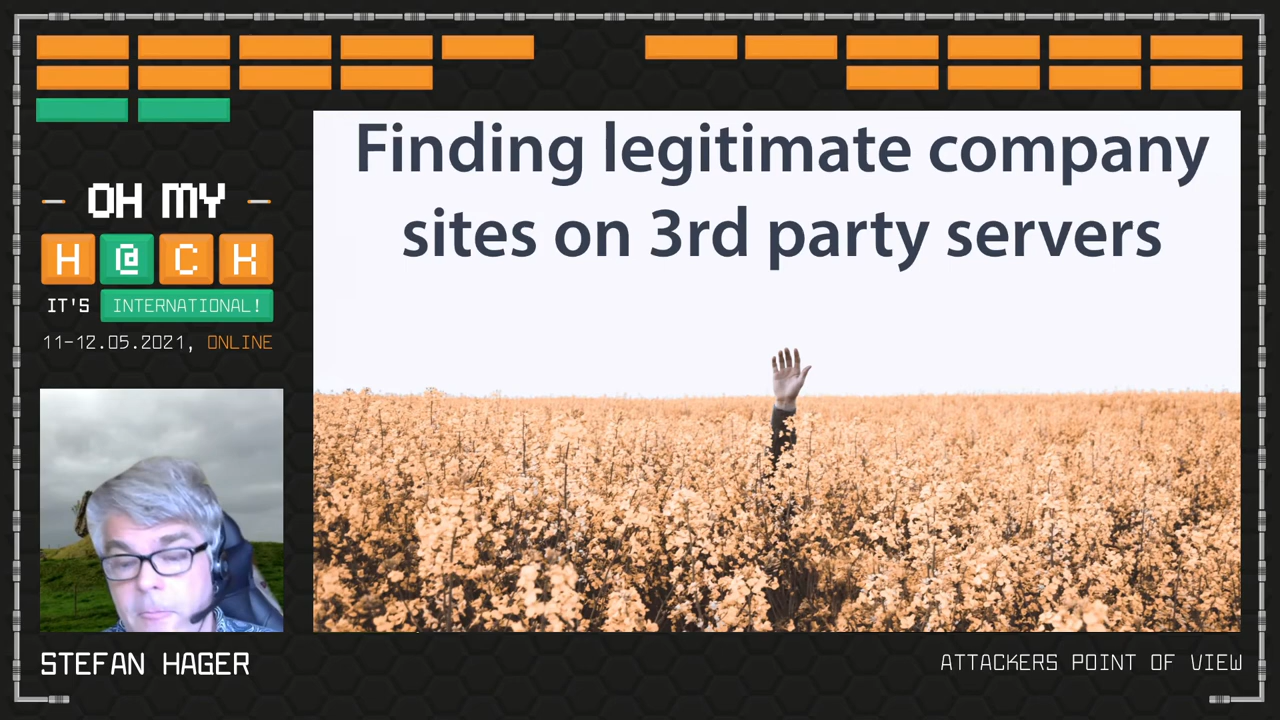 OH MY
H@CK
IT'S INTERNATIONAL!
11-12.05.2021, ONLINE
Finding legitimate company
sites on 3rd party servers
STEFAN HAGER
ATTACKERS POINT OF VIEW